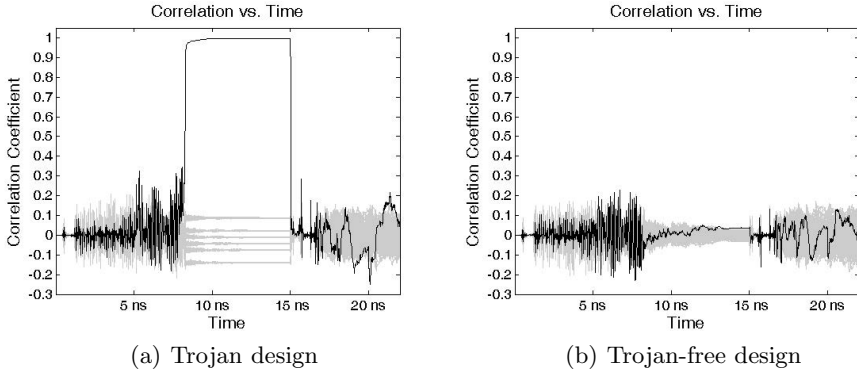 Correlation vs. Time
Correlation Coefficient
1
0.9
0.8
0.7
0.6
0.5
0.4
0.3
0.2
0.1
0
-0.1
-0.2
-0.3
5 ns
10 ns
15 ns
20 ns
Time
(a) Trojan design
Correlation vs. Time
Correlation Coefficient
1
0.9
0.8
0.7
0.6
0.5
0.4
0.3
0.2
0.1
0
-0.1
-0.2
-0.3
5 ns
10 ns
15 ns
20 ns
Time
(b) Trojan-free design